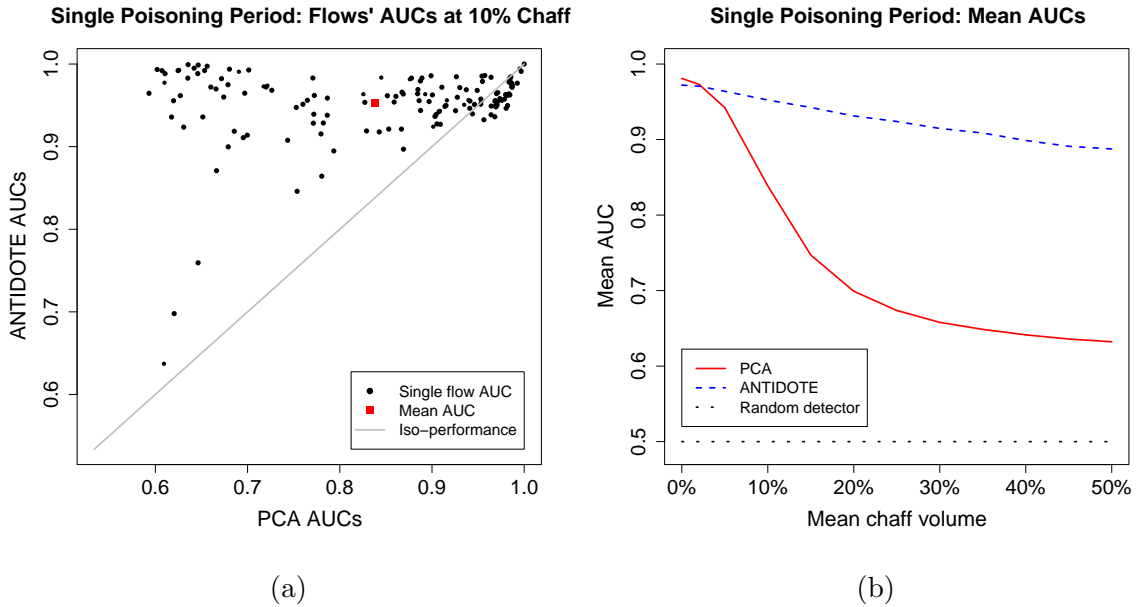 Single Poisoning Period: Flows' AUCs at 10% Chaff
ANTIDOTE AUCs
1.0
0.9
0.8
0.7
0.6
Single flow AUC
Mean AUC
Iso−performance
0.6 0.7 0.8 0.9 1.0
PCA AUCs
(a)
Single Poisoning Period: Mean AUCs
Mean AUC
1.0
0.9
0.8
0.7
0.6
0.5
PCA
ANTIDOTE
Random detector
0% 10% 20% 30% 40% 50%
Mean chaff volume
(b)